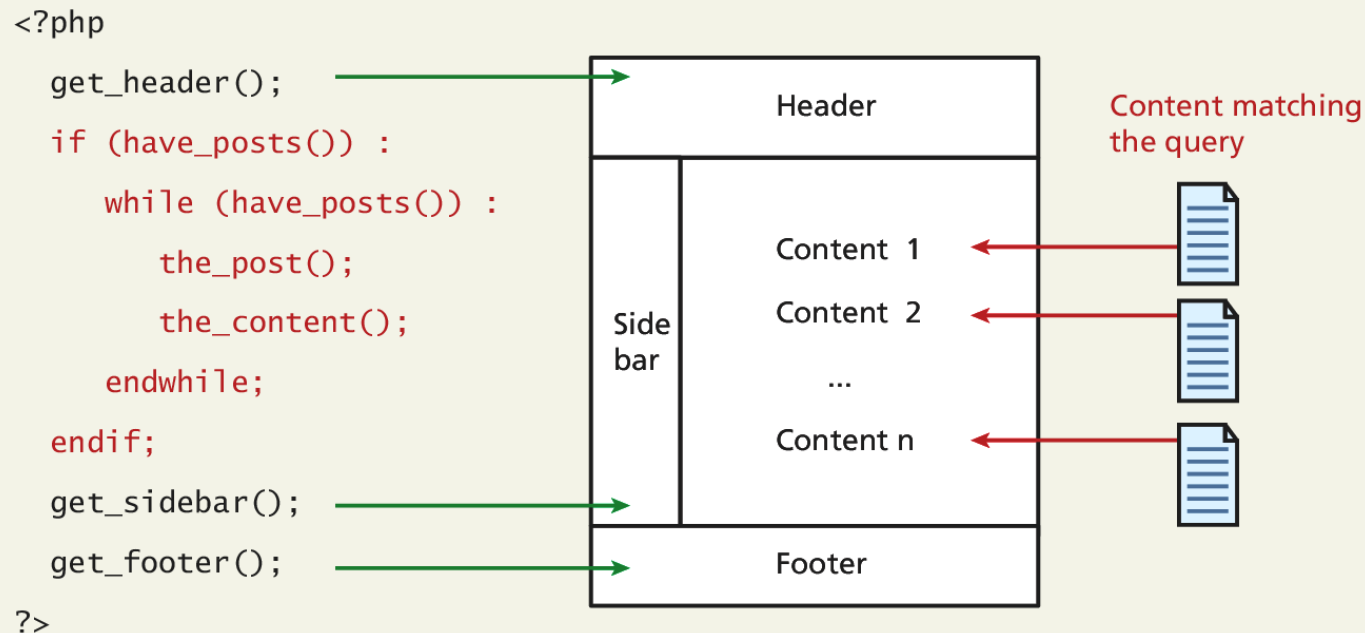 <?php
get_header();
if (have_posts()) :
while (have_posts()) :
the_post();
the_content();
endwhile;
endif;
get_sidebar();
get_footer();
?>
Header
Side
bar
Content 1
Content 2
...
Content n
Footer
Content matching
the query